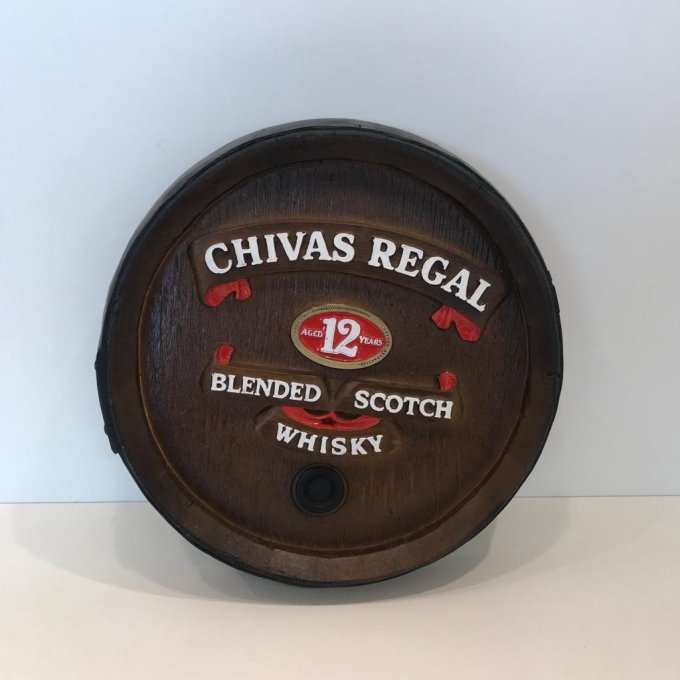 CHIVAS REGAL
AGED 12 YEARS
BLENDED SCOTCH
WHISKY